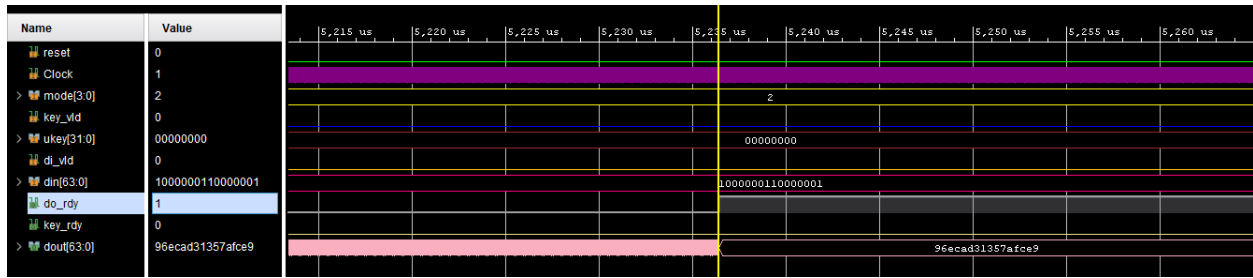 Name Value 5,215 us 5,220 us 5,225 us 5,230 us 5,235 us 5,240 us 5,245 us 5,250 us 5,255 us 5,260 us
reset 0
Clock 1
mode[3:0] 2 2
key_vld 0
ukey[31:0] 00000000 00000000
di_vld 0
din[63:0] 1000000110000001 1000000110000001
do_rdy 1
key_rdy 0
dout[63:0] 96ecad31357afce9 96ecad31357afce9